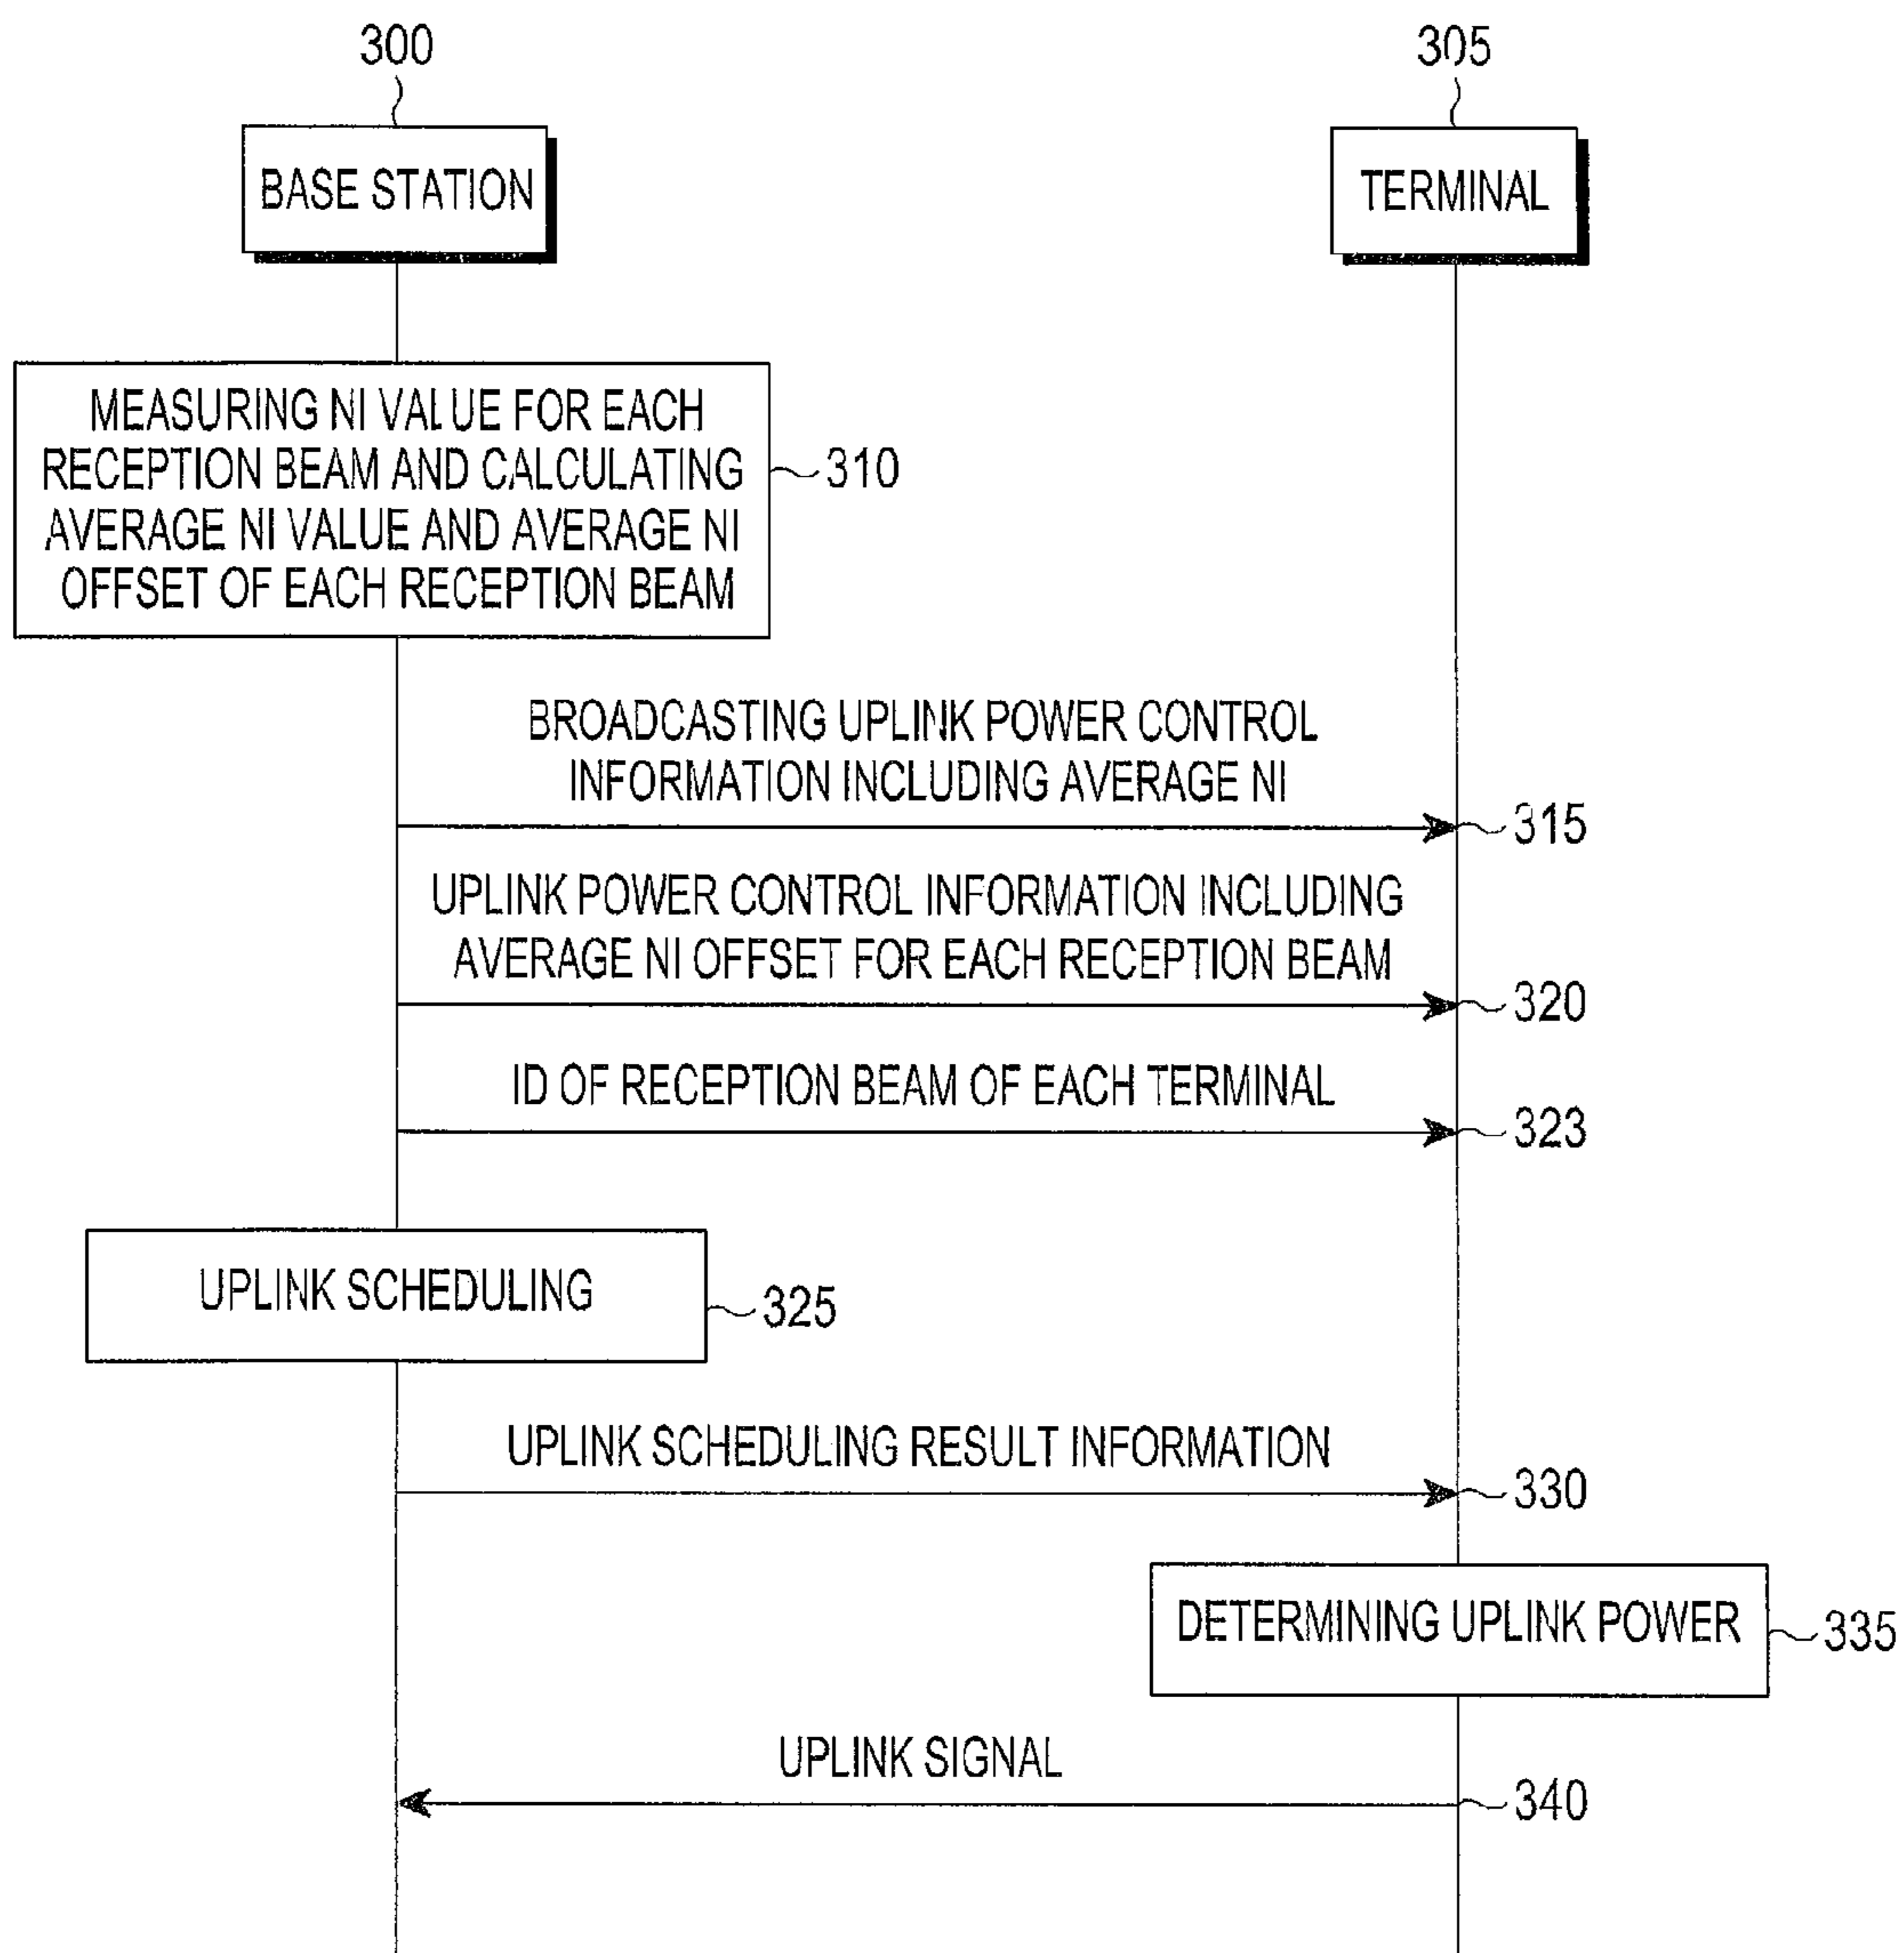 300
305
BASE STATION
TERMINAL
MEASURING NI VALUE FOR EACH
RECEPTION BEAM AND CALCULATING
AVERAGE NI VALUE AND AVERAGE NI
OFFSET OF EACH RECEPTION BEAM
310
BROADCASTING UPLINK POWER CONTROL
INFORMATION INCLUDING AVERAGE NI
315
UPLINK POWER CONTROL INFORMATION INCLUDING
AVERAGE NI OFFSET FOR EACH RECEPTION BEAM
320
ID OF RECEPTION BEAM OF EACH TERMINAL
323
UPLINK SCHEDULING
325
UPLINK SCHEDULING RESULT INFORMATION
330
DETERMINING UPLINK POWER
335
UPLINK SIGNAL
340